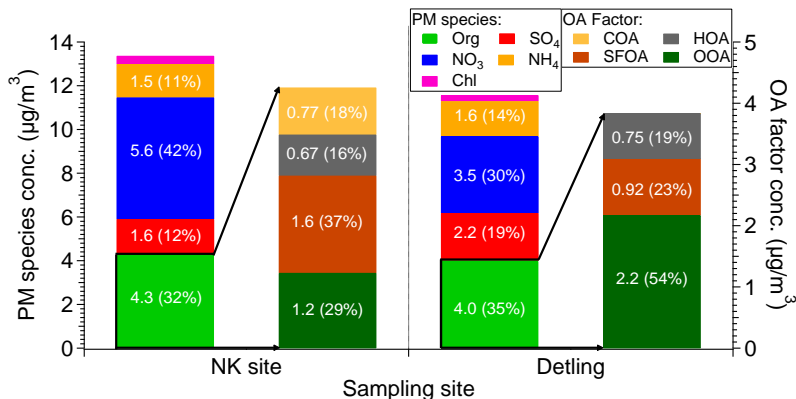 PM species:
Org
SO4
NO3
NH4
Chl
OA Factor:
COA
HOA
SFOA
OOA
PM species conc. (µg/m³)
14
12
10
8
6
4
2
0
1.5 (11%)
5.6 (42%)
1.6 (12%)
4.3 (32%)
0.77 (18%)
0.67 (16%)
1.6 (37%)
1.2 (29%)
1.6 (14%)
3.5 (30%)
2.2 (19%)
4.0 (35%)
0.75 (19%)
0.92 (23%)
2.2 (54%)
5
4
3
2
1
0
OA factor conc. (µg/m³)
NK site
Detling
Sampling site